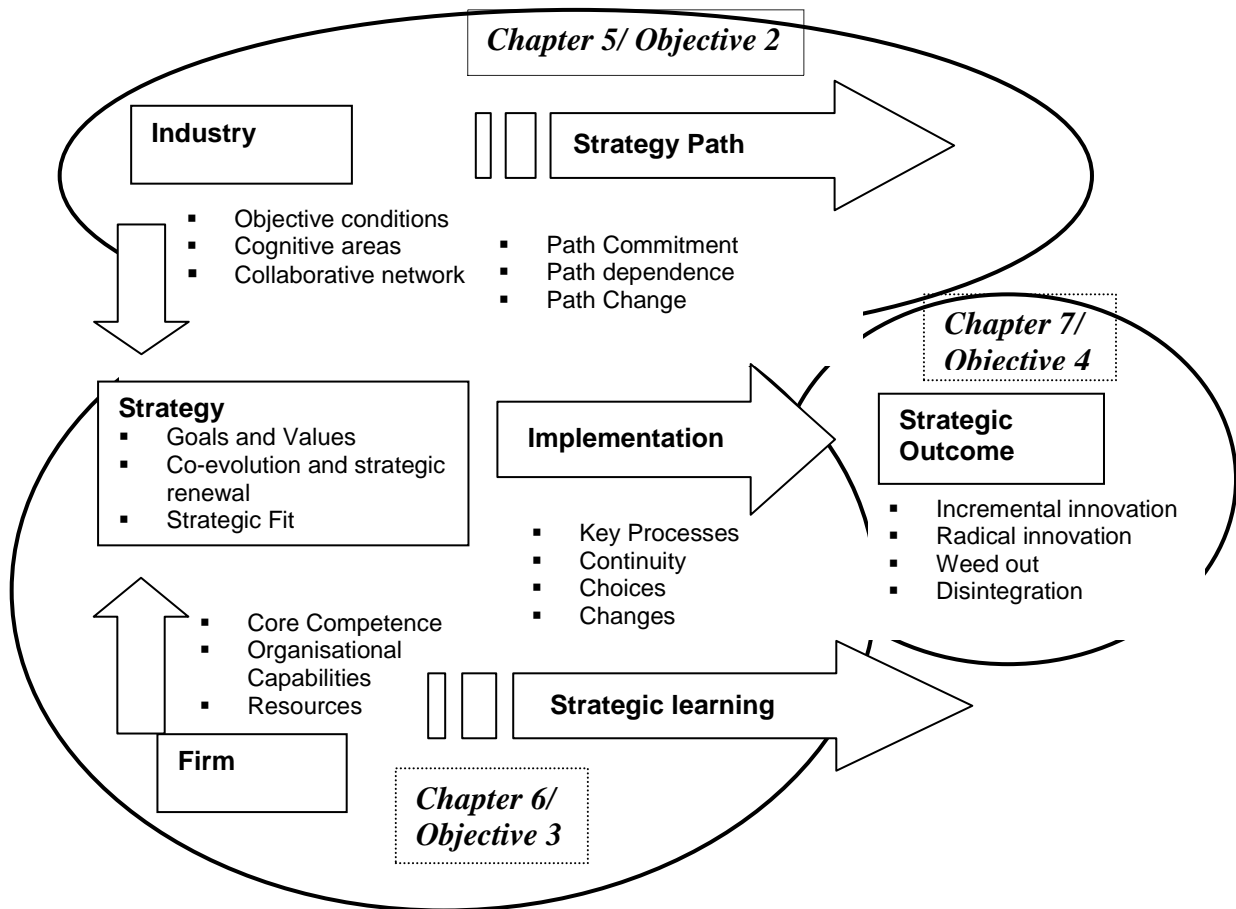 Chapter 5/ Objective 2
Industry
Strategy Path
▪ Objective conditions
▪ Cognitive areas
▪ Collaborative network
▪ Path Commitment
▪ Path dependence
▪ Path Change
Chapter 7/
Objective 4
Strategy
▪ Goals and Values
▪ Co-evolution and strategic
renewal
▪ Strategic Fit
Implementation
Strategic
Outcome
▪ Key Processes
▪ Continuity
▪ Choices
▪ Changes
▪ Incremental innovation
▪ Radical innovation
▪ Weed out
▪ Disintegration
▪ Core Competence
▪ Organisational
Capabilities
▪ Resources
Strategic learning
Firm
Chapter 6/
Objective 3